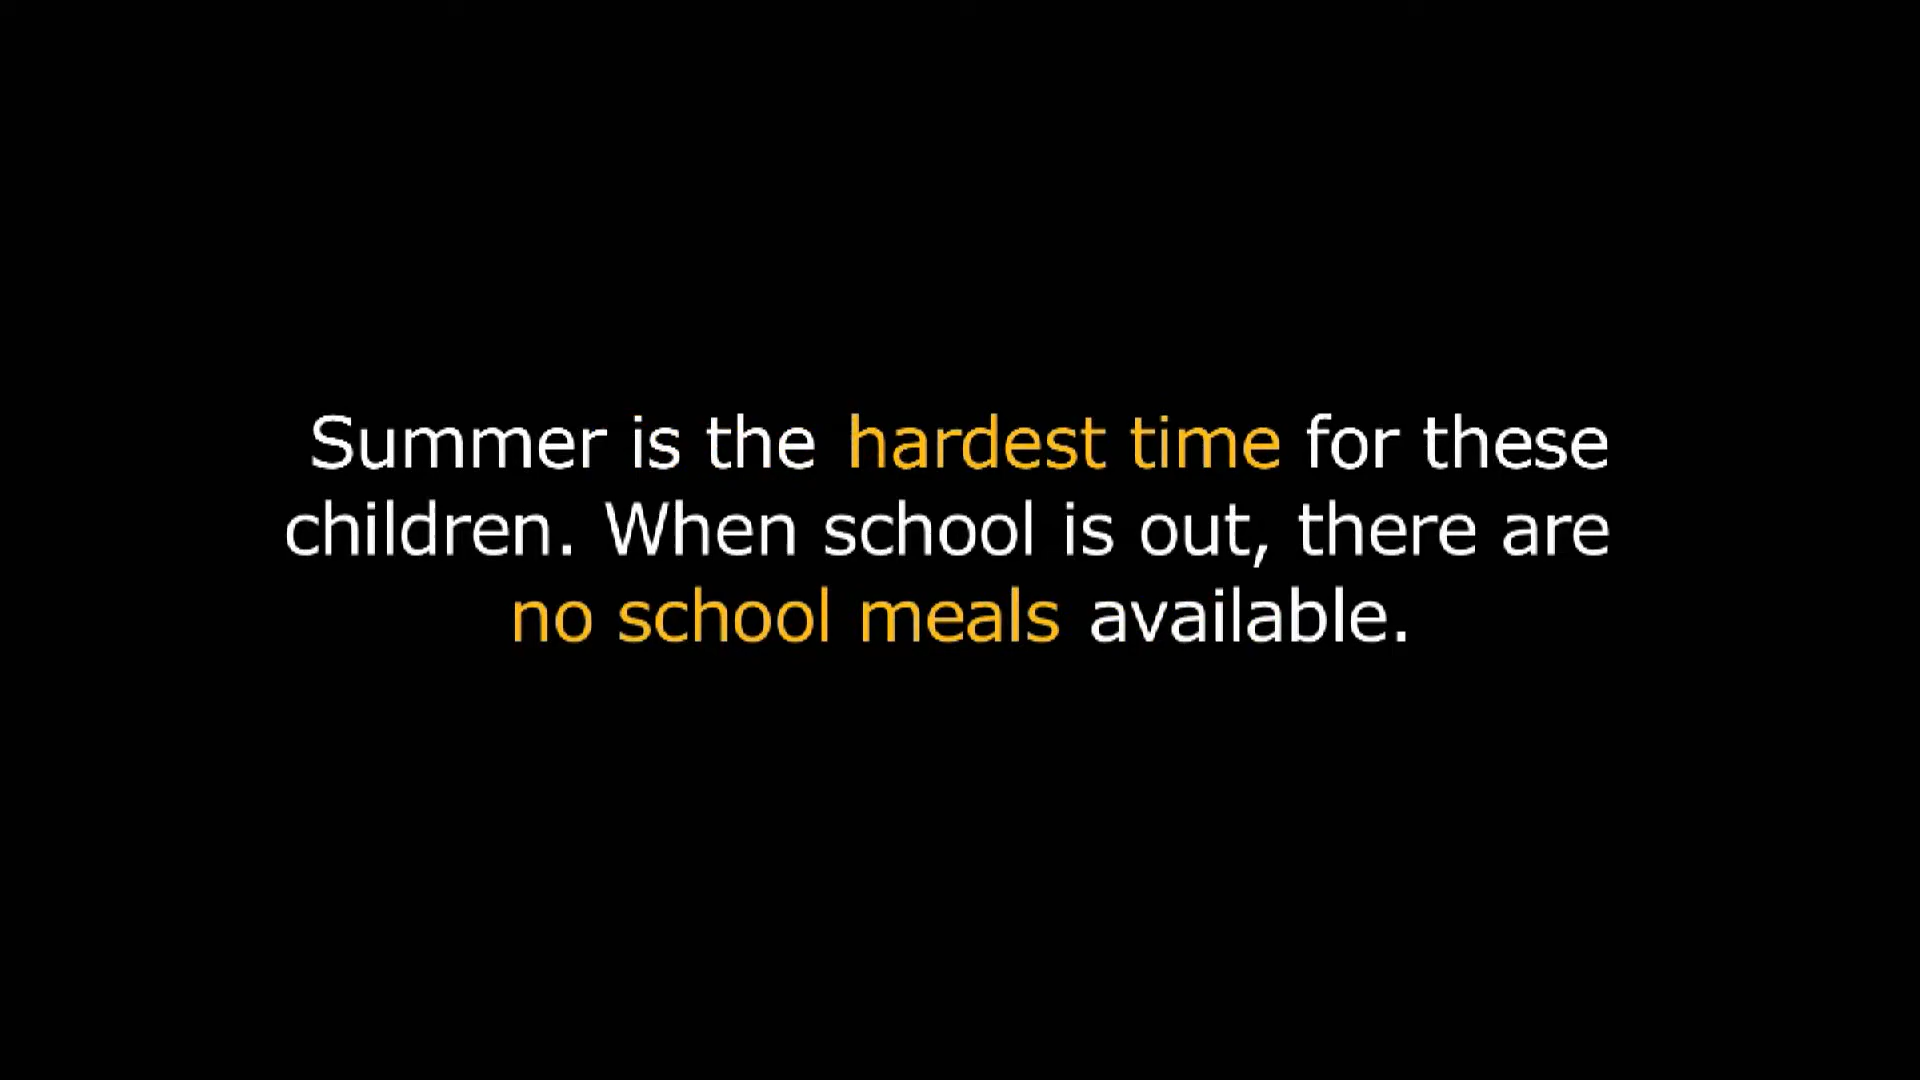 Summer is the hardest time for these
children. When school is out, there are
no school meals available.